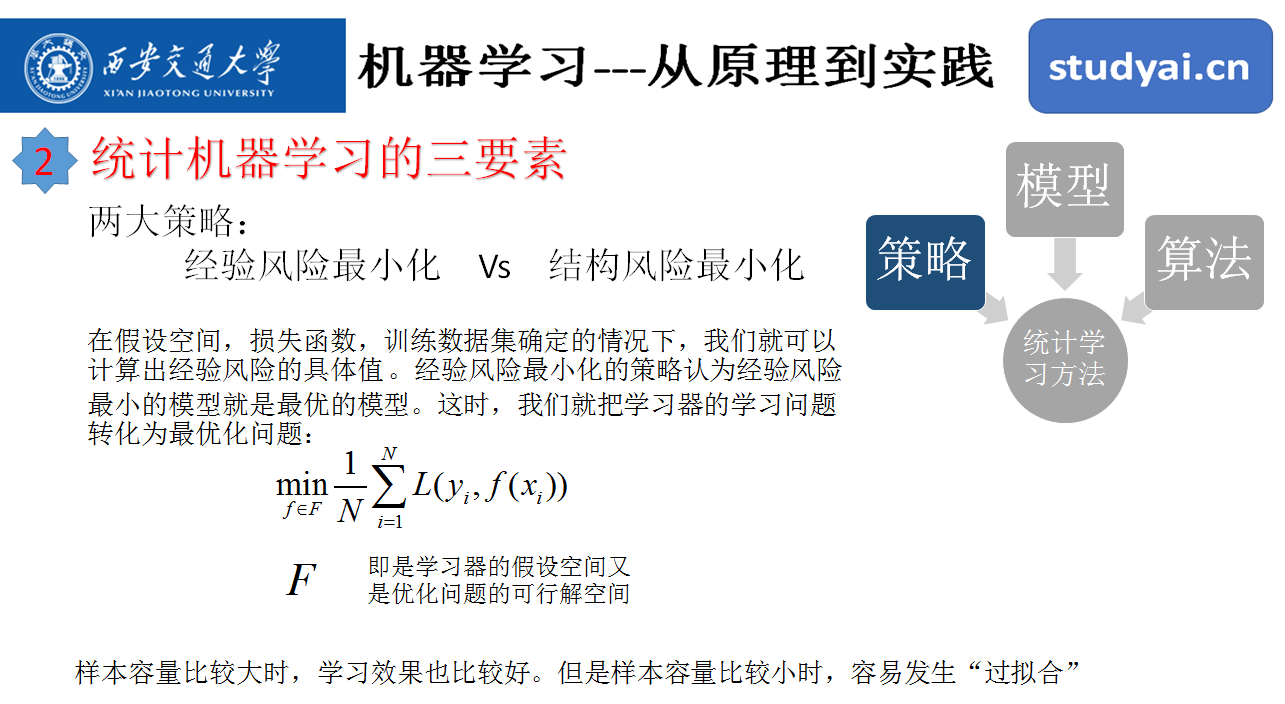 西安交通大学
XI'AN JIAOTONG UNIVERSITY
机器学习---从原理到实践
studyai.cn
2
统计机器学习的三要素
两大策略：
经验风险最小化 Vs 结构风险最小化
模型
策略
算法
统计学
习方法
在假设空间，损失函数，训练数据集确定的情况下，我们就可以
计算出经验风险的具体值。经验风险最小化的策略认为经验风险
最小的模型就是最优的模型。这时，我们就把学习器的学习问题
转化为最优化问题：
\min_{f \in F} \frac{1}{N} \sum_{i=1}^{N} L(y_i, f(x_i))
F
即是学习器的假设空间又
是优化问题的可行解空间
样本容量比较大时，学习效果也比较好。但是样本容量比较小时，容易发生“过拟合”